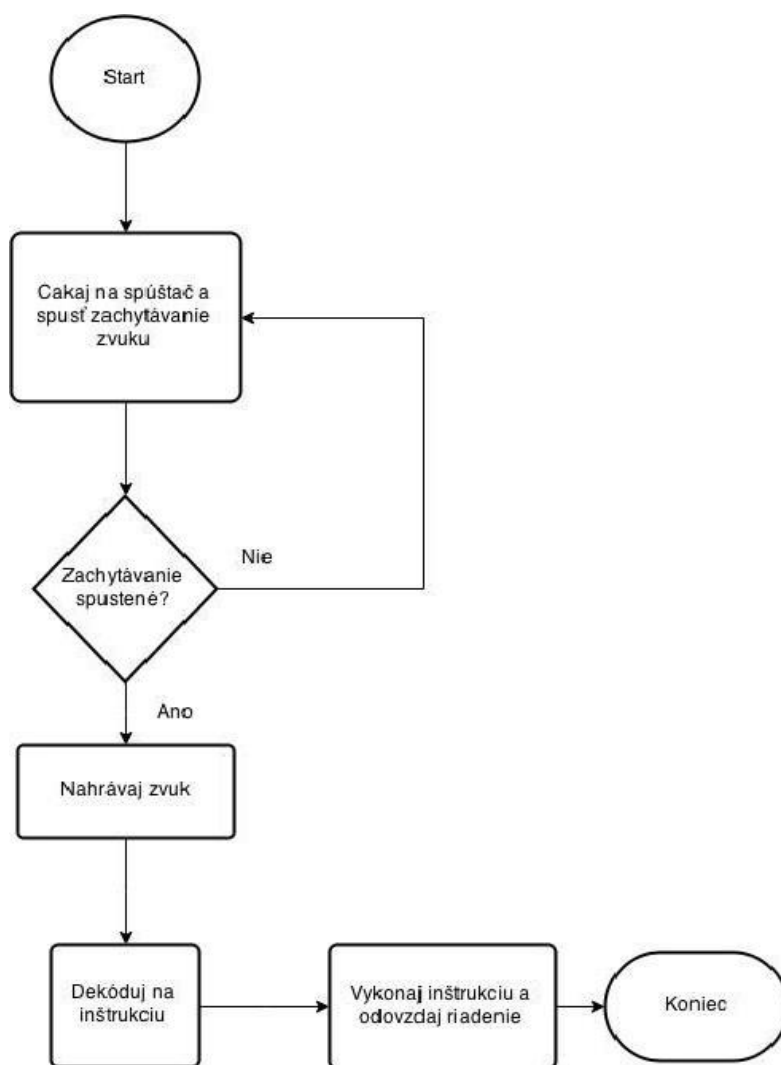 Start
Cakaj na spúštač a
spusť zachytávanie
zvuku
Nie
Zachytávanie
spustené?
Ano
Nahrávaj zvuk
Dekóduj na
inštrukciu
Vykonaj inštrukciu a
odovzdaj riadenie
Koniec